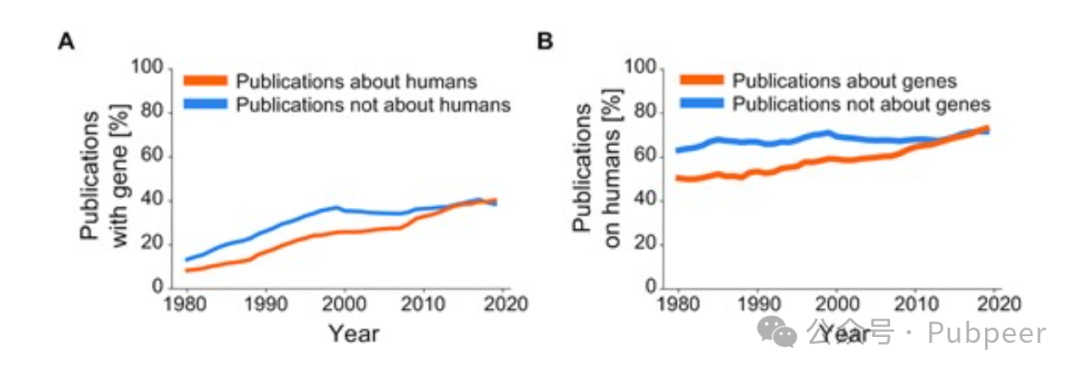 A
Publications with gene [%]
100
80
60
40
20
0
Publications about humans
Publications not about humans
1980 1990 2000 2010 2020
Year
B
Publications on humans [%]
100
80
60
40
20
0
Publications about genes
Publications not about genes
1980 1990 2000 2010 2020
Year
公众号 · Pubpeer